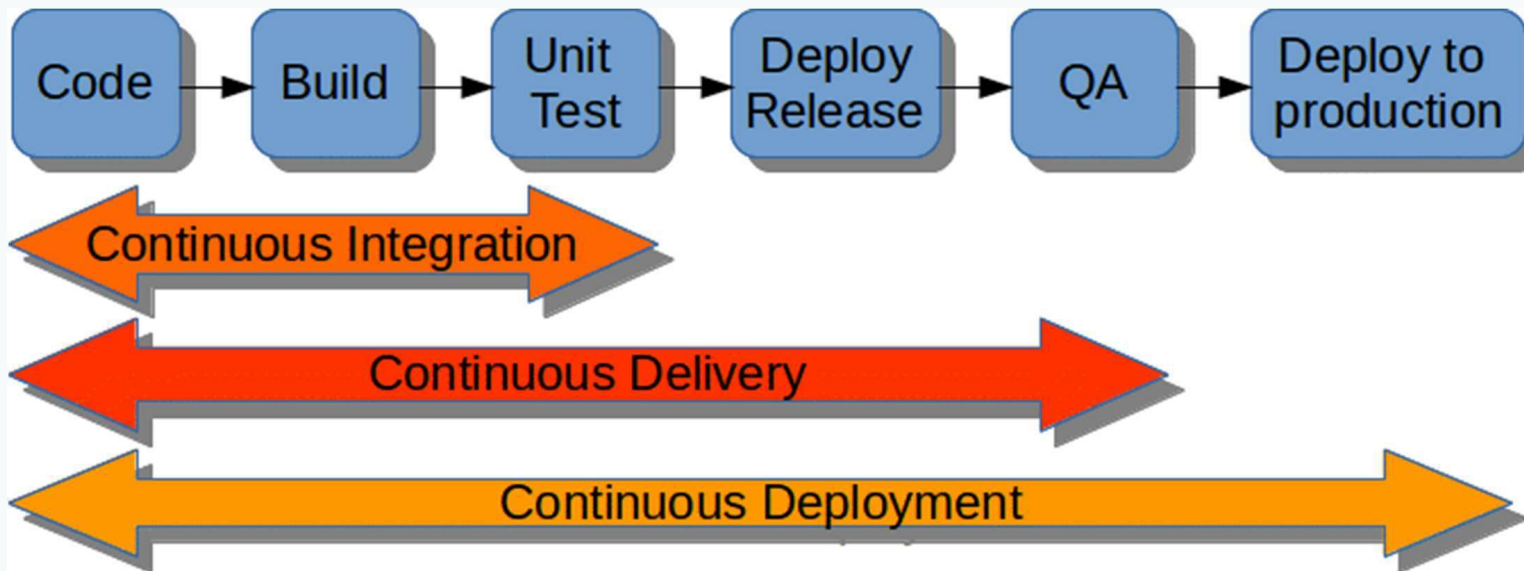 Code
Build
Unit
Test
Deploy
Release
QA
Deploy to
production
Continuous Integration
Continuous Delivery
Continuous Deployment